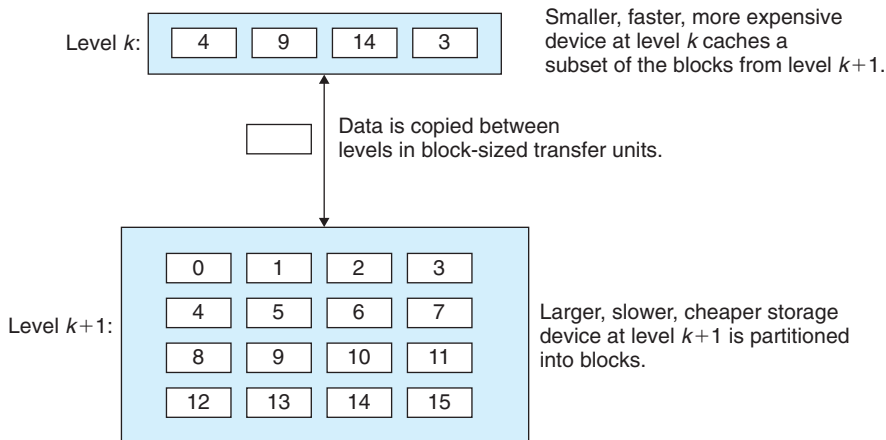 Level k:
4 9 14 3
Smaller, faster, more expensive
device at level k caches a
subset of the blocks from level k+1.
Data is copied between
levels in block-sized transfer units.
Level k+1:
0 1 2 3
4 5 6 7
8 9 10 11
12 13 14 15
Larger, slower, cheaper storage
device at level k+1 is partitioned
into blocks.